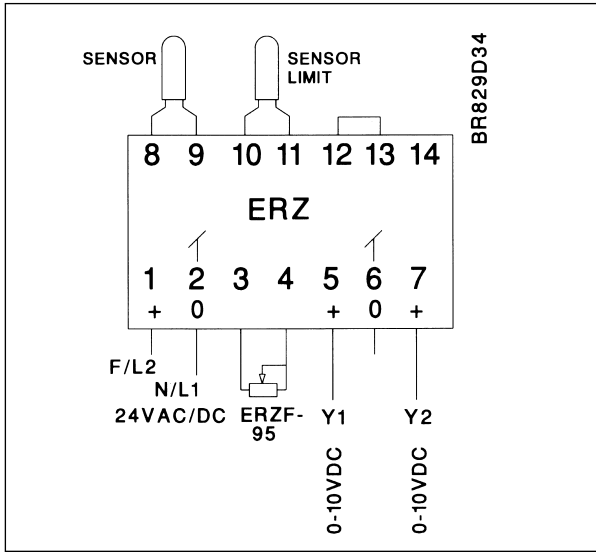 SENSOR
SENSOR
LIMIT
BR829D34
8 9 10 11 12 13 14
ERZ
1 2 3 4 5 6 7
+ 0 + 0 +
F/L2
N/L1
24VAC/DC
ERZF-
95
Y1
0-10VDC
Y2
0-10VDC